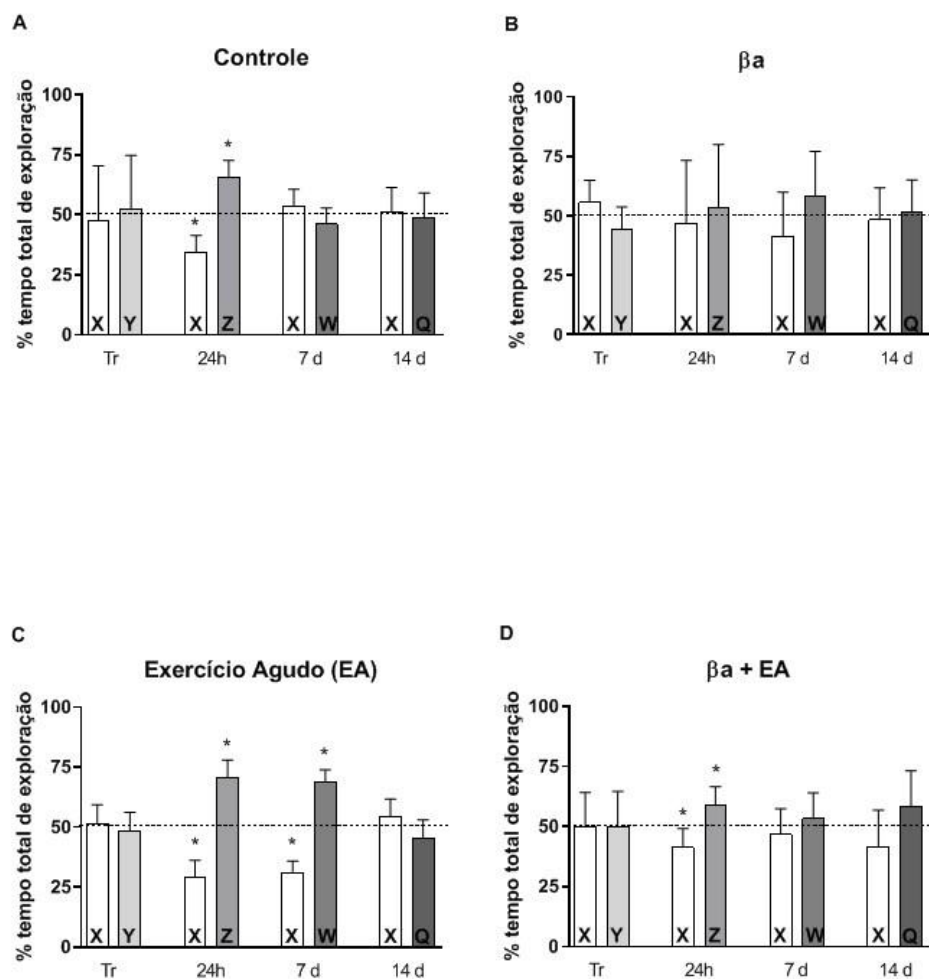 A
Controle
% tempo total de exploração
100
75
50
25
0
*
*
X Y X Z X W X Q
Tr 24h 7 d 14 d
B
βa
% tempo total de exploração
100
75
50
25
0
X Y X Z X W X Q
Tr 24h 7 d 14 d
C
Exercício Agudo (EA)
% tempo total de exploração
100
75
50
25
0
* *
* *
X Y X Z X W X Q
Tr 24h 7 d 14 d
D
βa + EA
% tempo total de exploração
100
75
50
25
0
*
*
X Y X Z X W X Q
Tr 24h 7 d 14 d